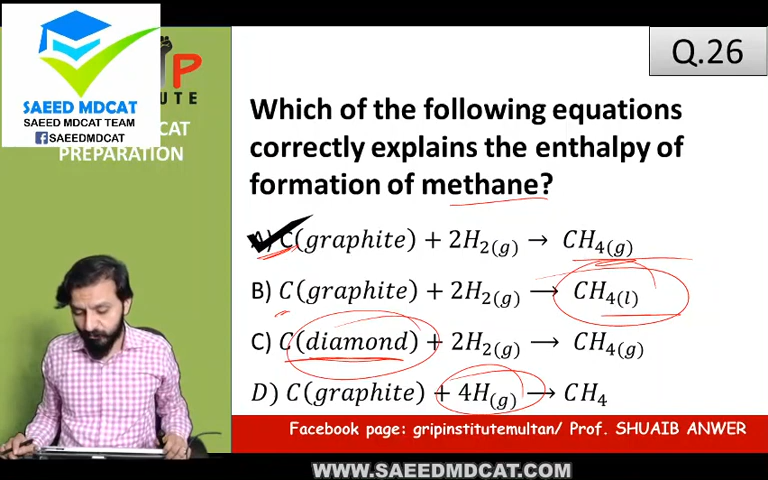 Q.26
SAEED MDCAT
SAEED MDCAT TEAM
SAEEDMDCAT
P
UTE
CAT
PREPARATION
Which of the following equations
correctly explains the enthalpy of
formation of methane?
C(graphite) + 2H₂(g) → CH₄(g)
B) C(graphite) + 2H₂(g) → CH₄(l)
C) C(diamond) + 2H₂(g) → CH₄(g)
D) C(graphite) + 4H(g) → CH₄
Facebook page: gripinstitutemultan/ Prof. SHUAIB ANWER
WWW.SAEEDMDCAT.COM